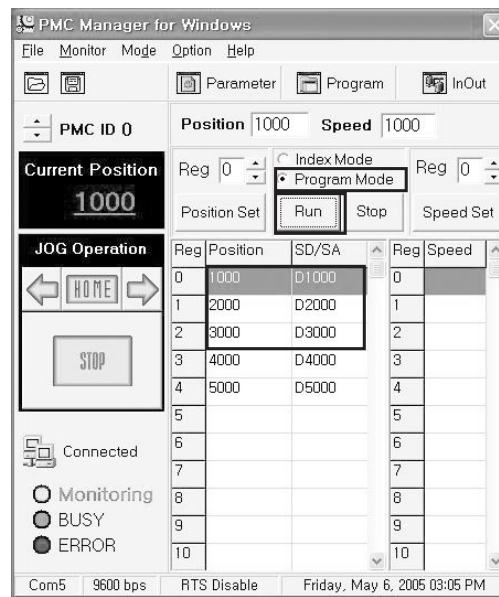 PMC Manager for Windows
File Monitor Mode Option Help
Parameter Program InOut
PMC ID 0
Position 1000 Speed 1000
Current Position
1000
Reg 0 Index Mode Program Mode Reg 0
Position Set Run Stop Speed Set
JOG Operation
HOME
STOP
Reg Position SD/SA Reg Speed
0 1000 D1000 0
1 2000 D2000 1
2 3000 D3000 2
3 4000 D4000 3
4 5000 D5000 4
5 5
6 6
7 7
8 8
9 9
10 10
Connected
Monitoring
BUSY
ERROR
Com5 9600 bps RTS Disable Friday, May 6, 2005 03:05 PM